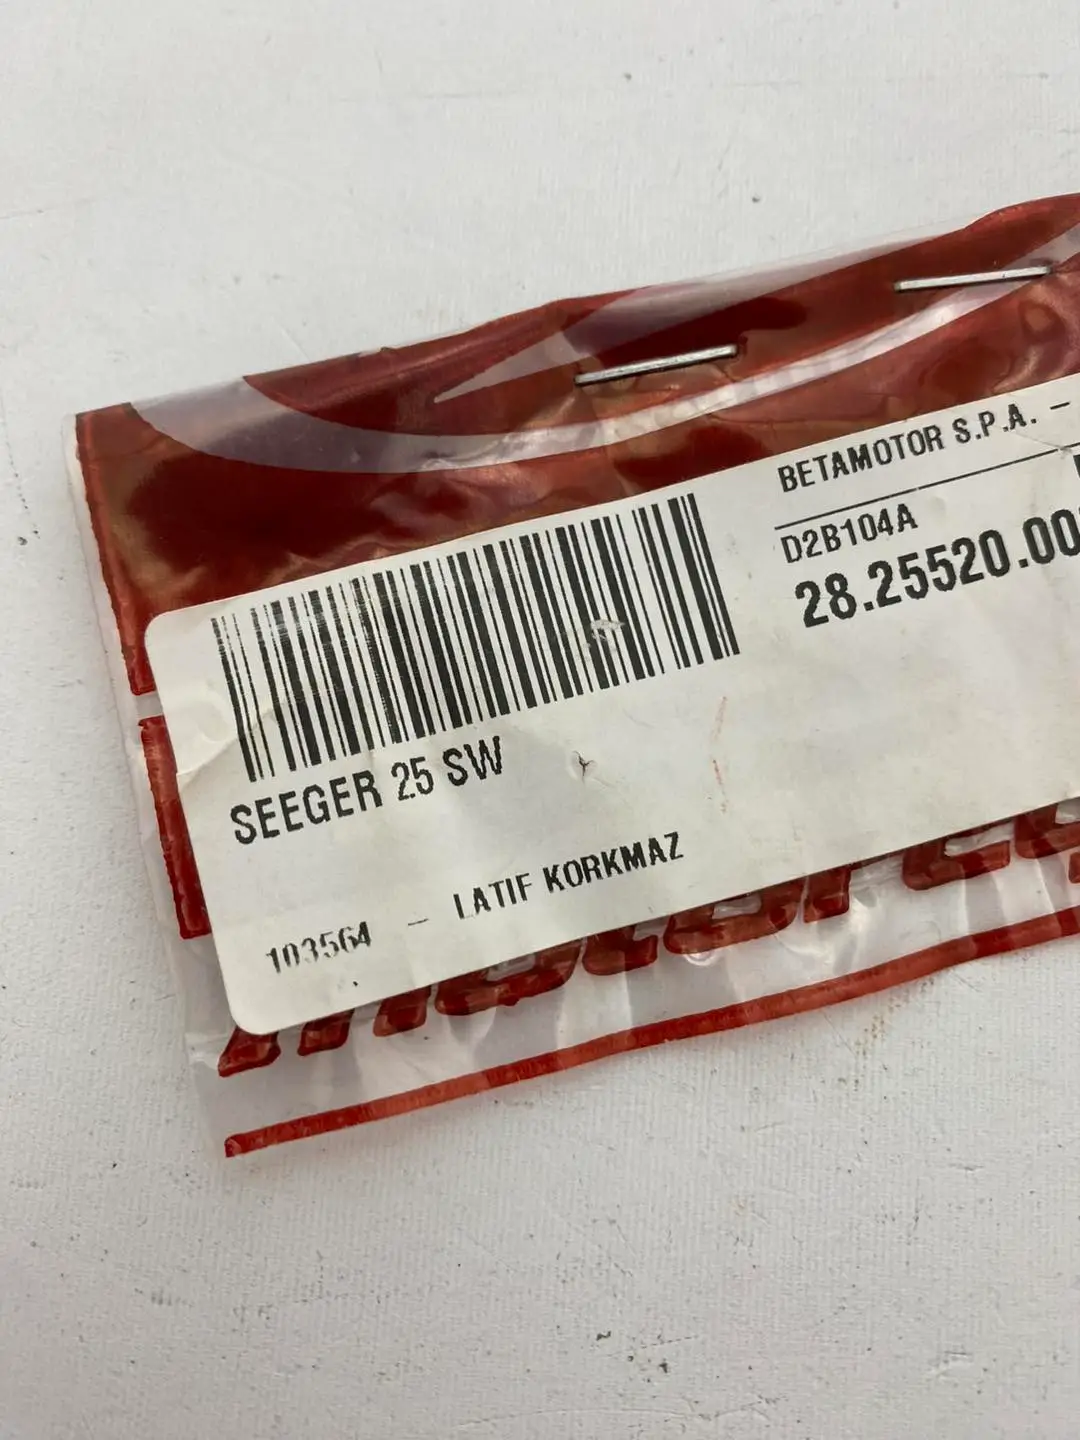 BETAMOTOR S.P.A. –
D2B104A
28.25520.00
SEEGER 25 SW
103564 – LATIF KORKMAZ